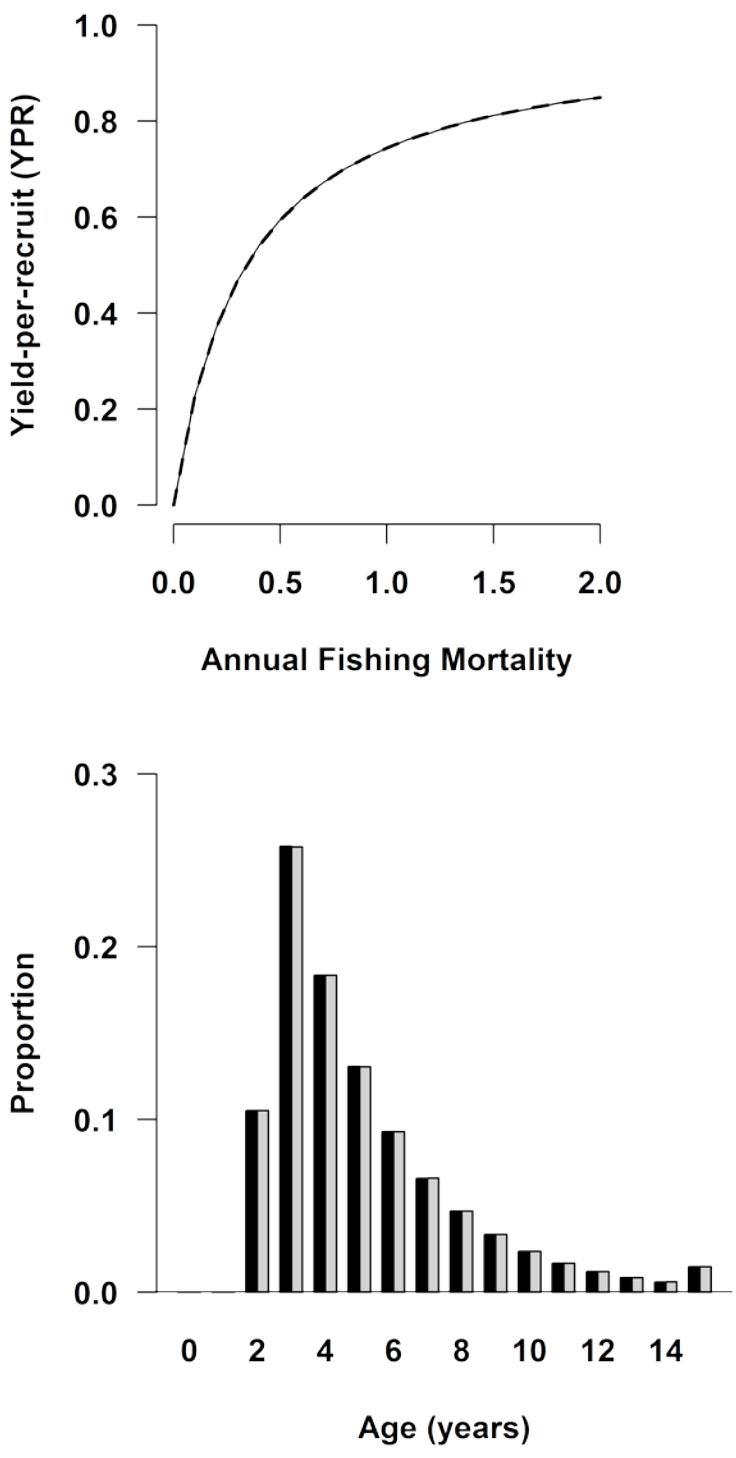 Yield-per-recruit (YPR)
1.0
0.8
0.6
0.4
0.2
0.0
0.0 0.5 1.0 1.5 2.0
Annual Fishing Mortality
Proportion
0.3
0.2
0.1
0.0
0 2 4 6 8 10 12 14
Age (years)